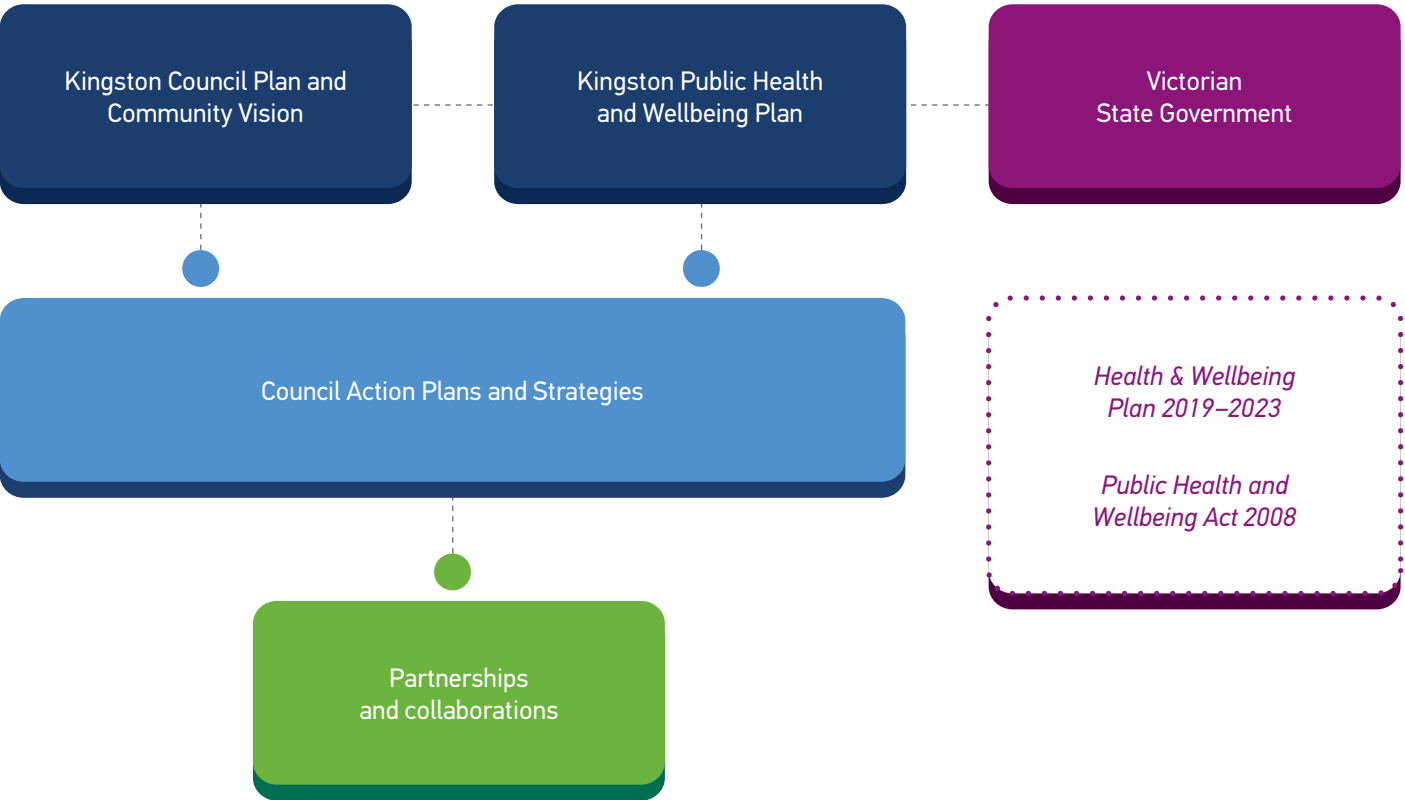 Kingston Council Plan and
Community Vision
Kingston Public Health
and Wellbeing Plan
Victorian
State Government
Council Action Plans and Strategies
Health & Wellbeing
Plan 2019–2023
Public Health and
Wellbeing Act 2008
Partnerships
and collaborations